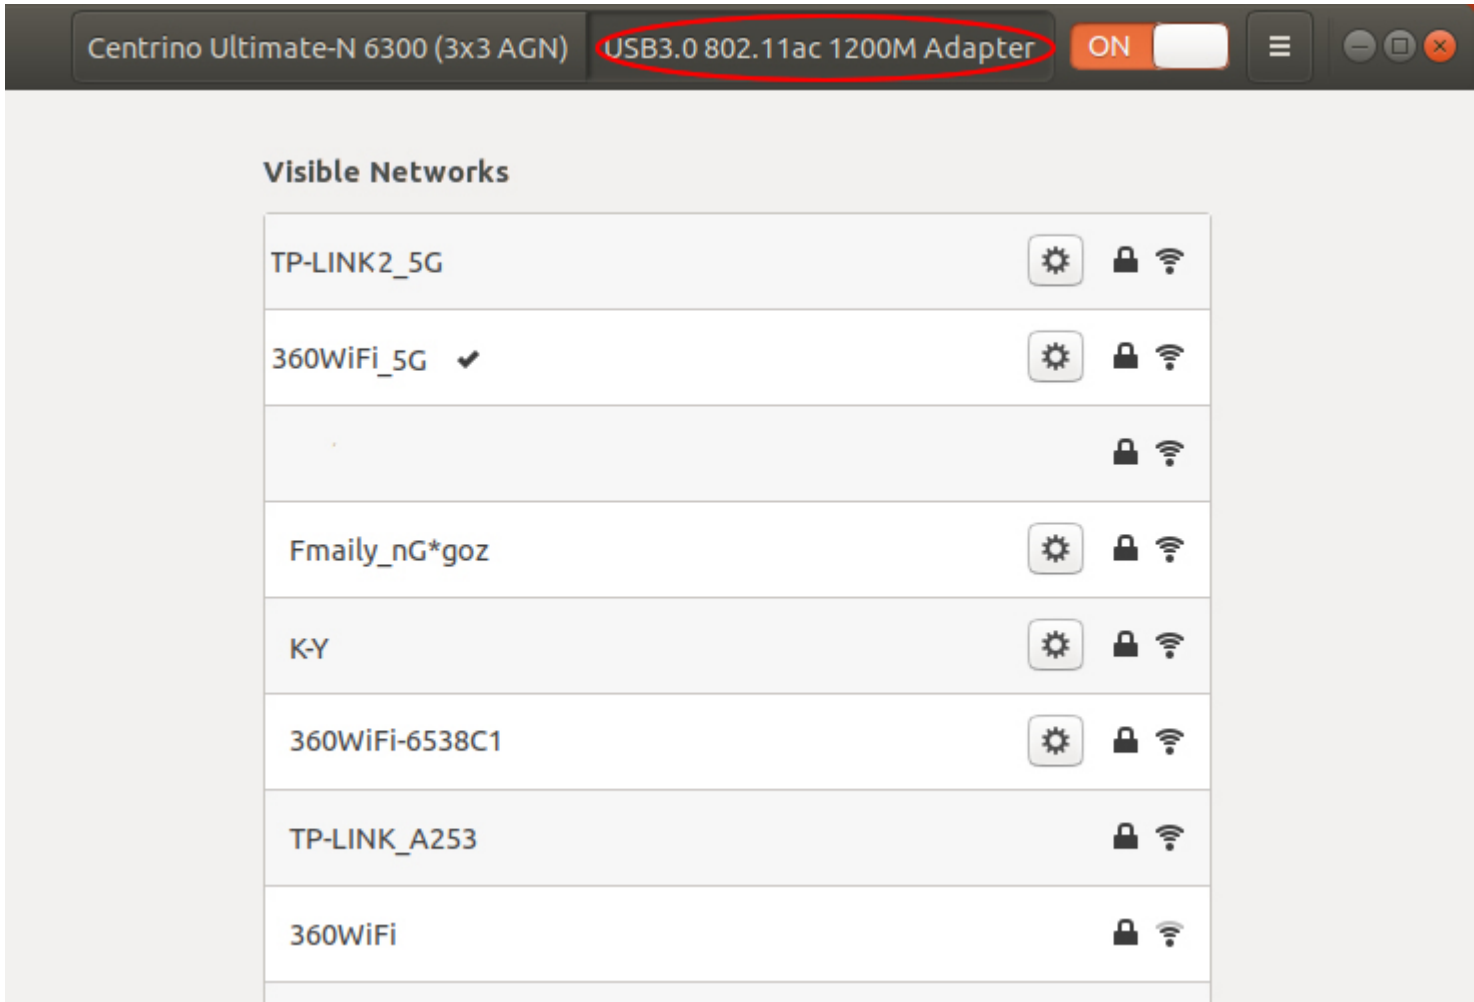 Centrino Ultimate-N 6300 (3x3 AGN) USB3.0 802.11ac 1200M Adapter ON
Visible Networks
TP-LINK2_5G
360WiFi_5G
Fmaily_nG*goz
K-Y
360WiFi-6538C1
TP-LINK_A253
360WiFi